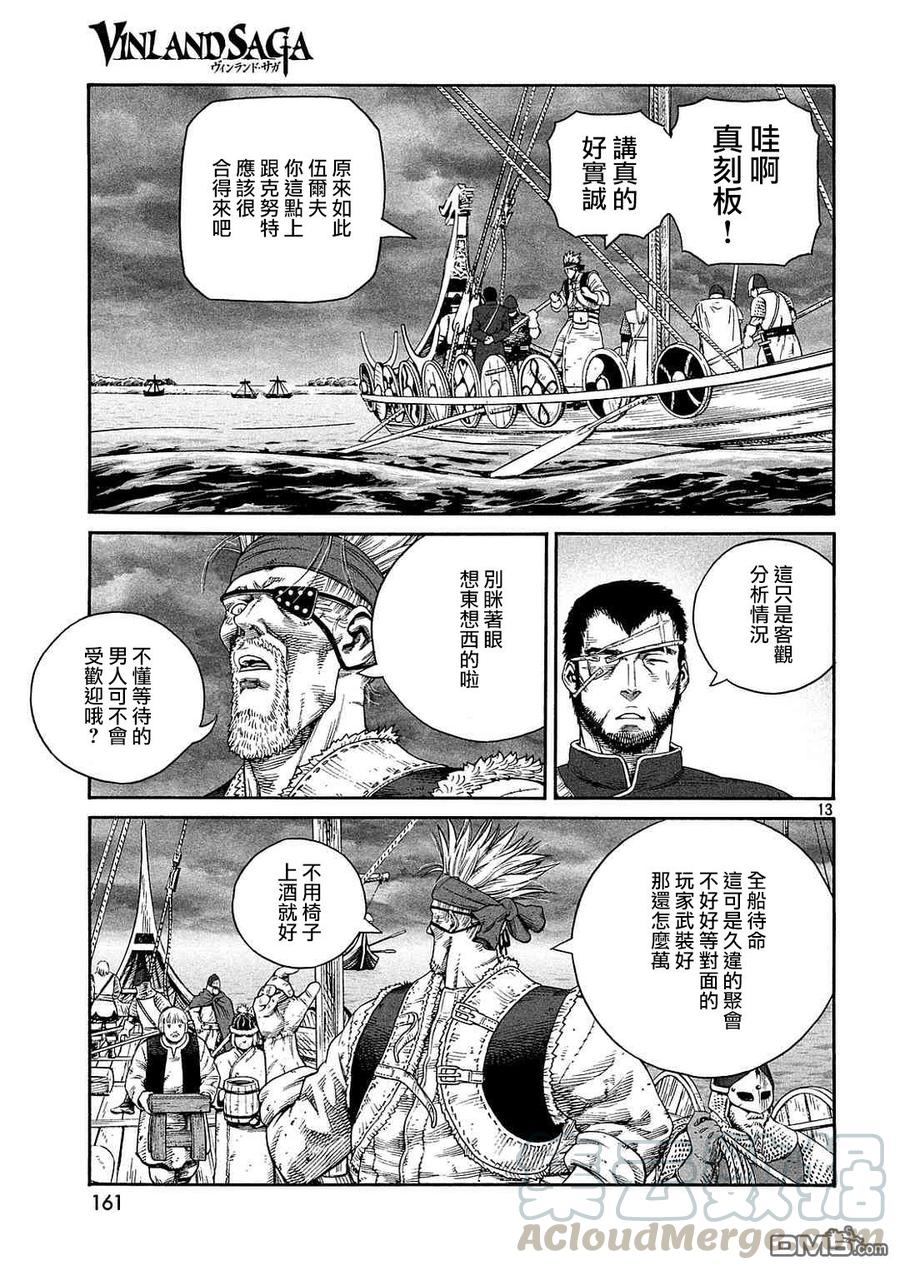 VINLAND SAGA
ヴィンランド・サガ
哇啊
真刻板！
講真的
好實誠
原來如此
伍爾夫
你這點上
跟克努特
應該很
合得來吧
這只是客觀
分析情況
別眯著眼
想東想西的啦
不懂等待的
男人可不會
受歡迎哦？
13
全船待命
這可是久違的聚會
不好好等對面的
玩家武裝好
那還怎麼萬
不用椅子
上酒就好
161
聚云数据
AcloudMerge.com
DM5.com